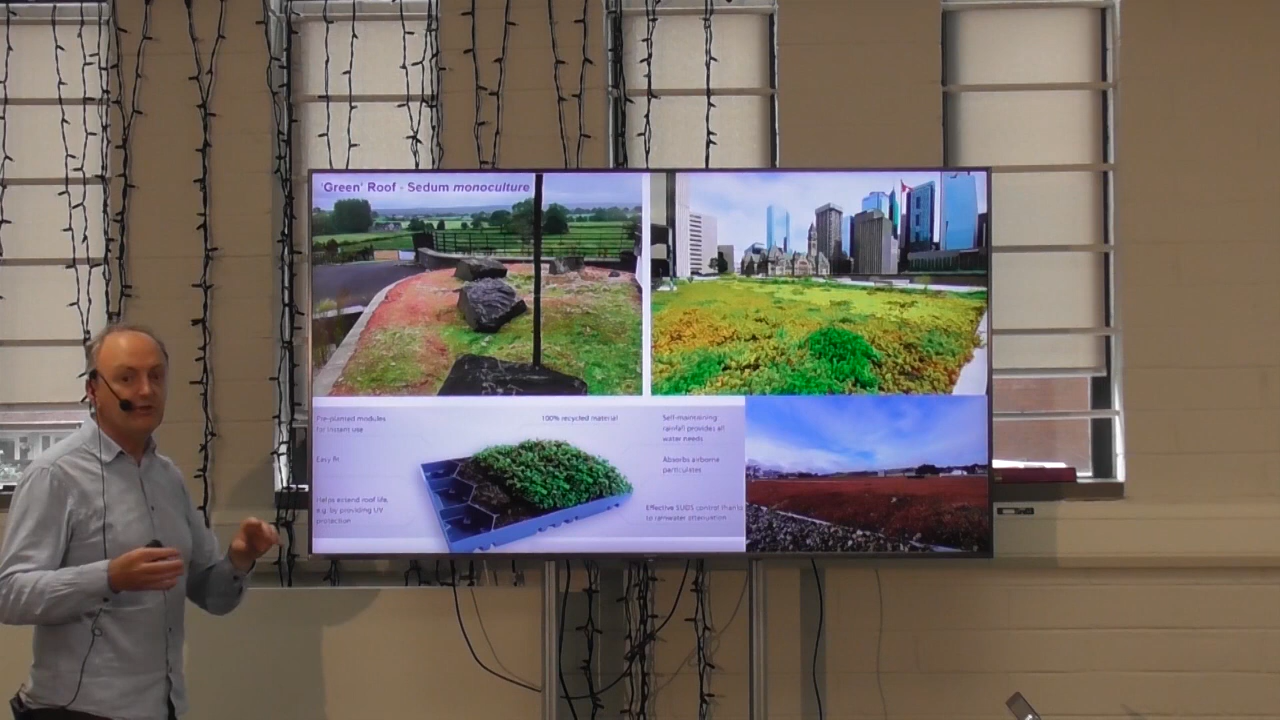 'Green' Roof - Sedum monoculture
Pre-planted modules
for instant use
Easy fit
Helps extend roof life,
e.g. by providing UV
protection
100% recycled material
Self-maintaining
rainfall provides all
water needs
Absorbs airborne
particulates
Effective SUDS control thanks
to rainwater attenuation